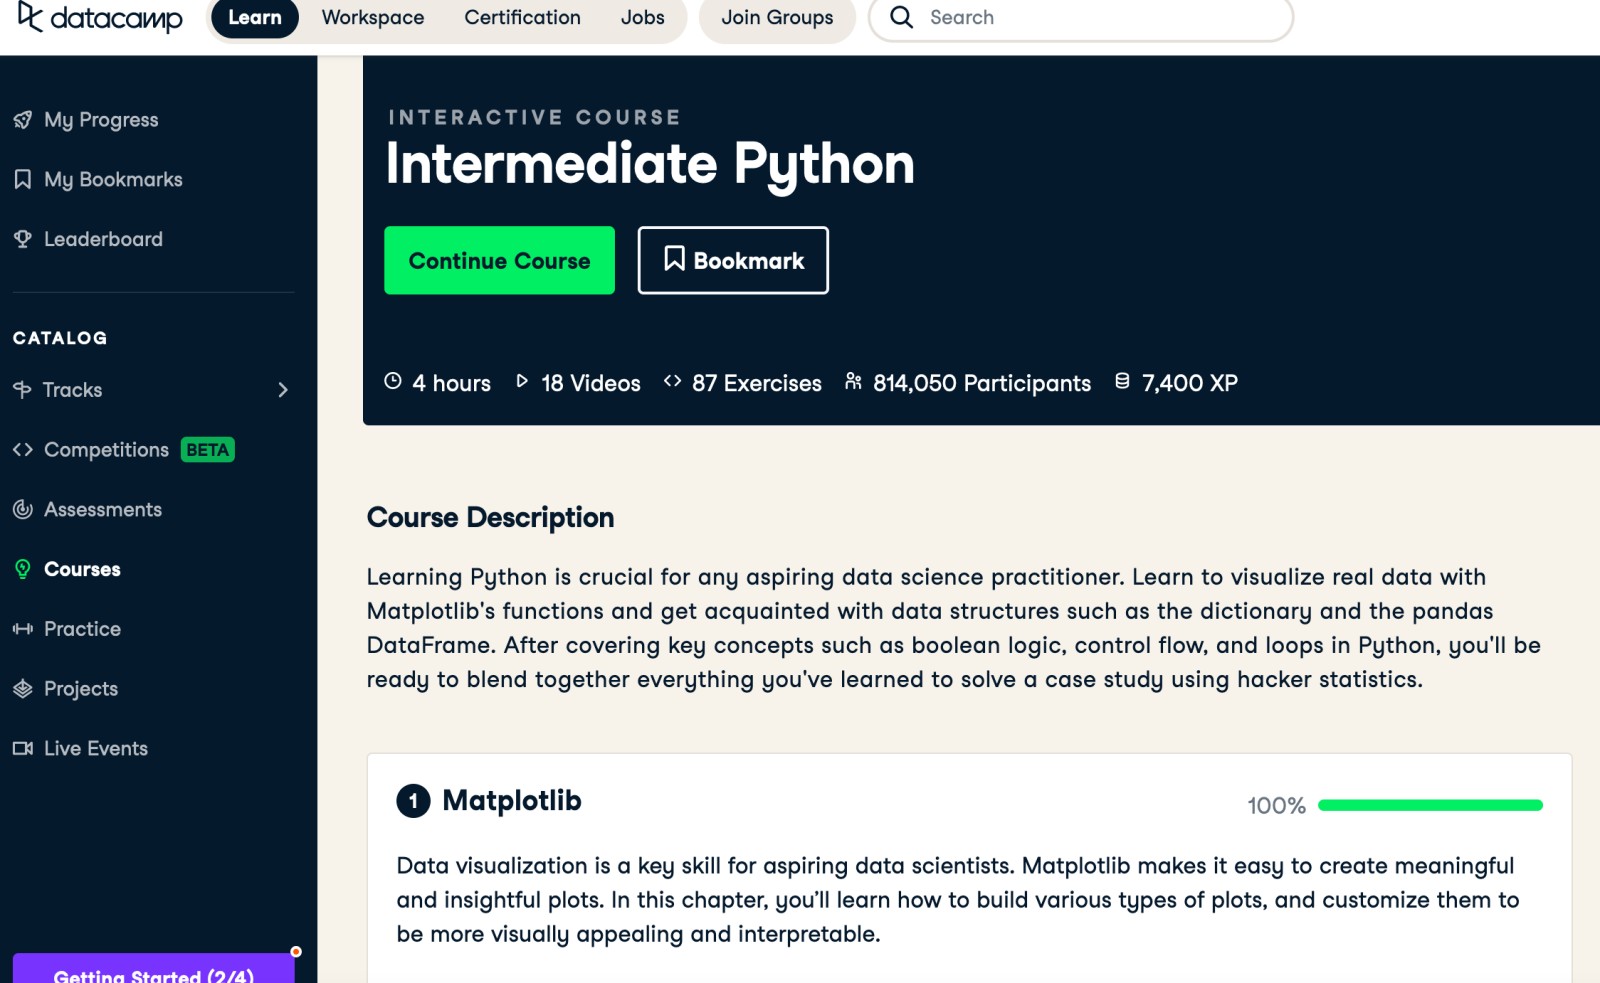 datacamp
Learn
Workspace
Certification
Jobs
Join Groups
Search
My Progress
My Bookmarks
Leaderboard
CATALOG
Tracks
Competitions BETA
Assessments
Courses
Practice
Projects
Live Events
Getting Started (2/4)
INTERACTIVE COURSE
Intermediate Python
Continue Course
Bookmark
4 hours 18 Videos 87 Exercises 814,050 Participants 7,400 XP
Course Description
Learning Python is crucial for any aspiring data science practitioner. Learn to visualize real data with
Matplotlib's functions and get acquainted with data structures such as the dictionary and the pandas
DataFrame. After covering key concepts such as boolean logic, control flow, and loops in Python, you'll be
ready to blend together everything you've learned to solve a case study using hacker statistics.
1 Matplotlib
100%
Data visualization is a key skill for aspiring data scientists. Matplotlib makes it easy to create meaningful
and insightful plots. In this chapter, you’ll learn how to build various types of plots, and customize them to
be more visually appealing and interpretable.